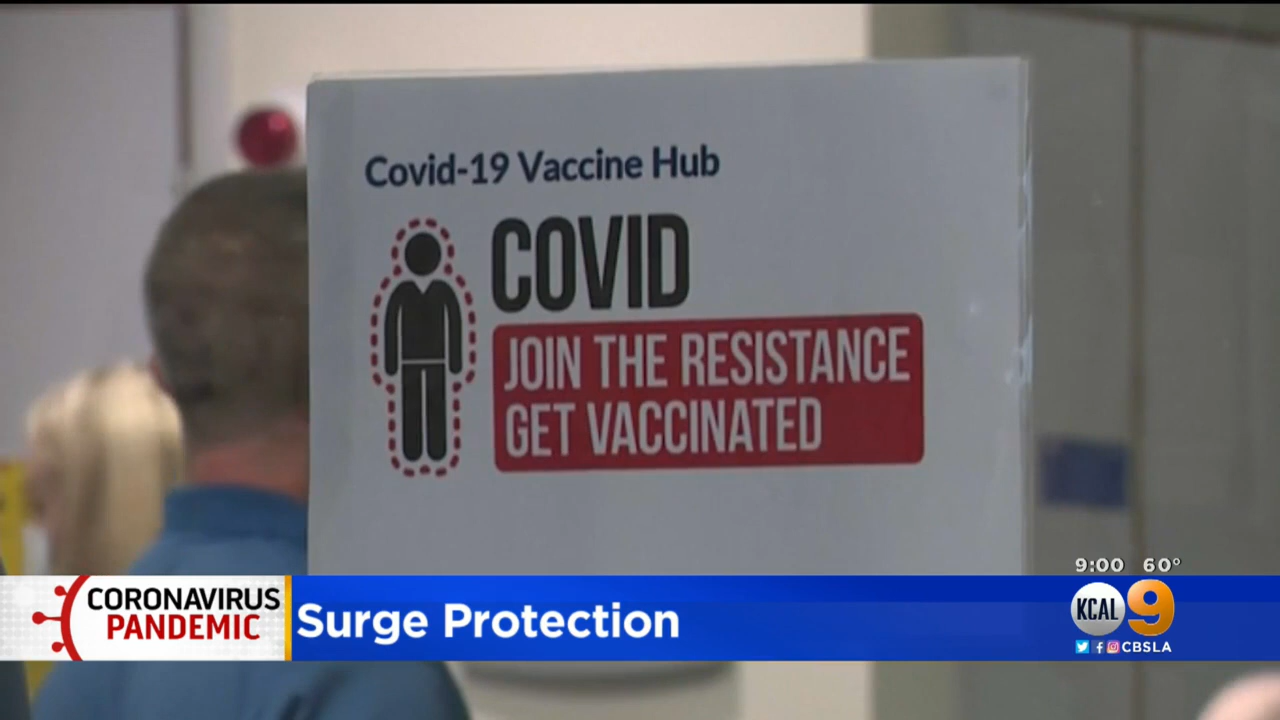 Covid-19 Vaccine Hub
COVID
JOIN THE RESISTANCE
GET VACCINATED
9:00 60°
CORONAVIRUS
PANDEMIC
Surge Protection
KCAL 9
CBSLA